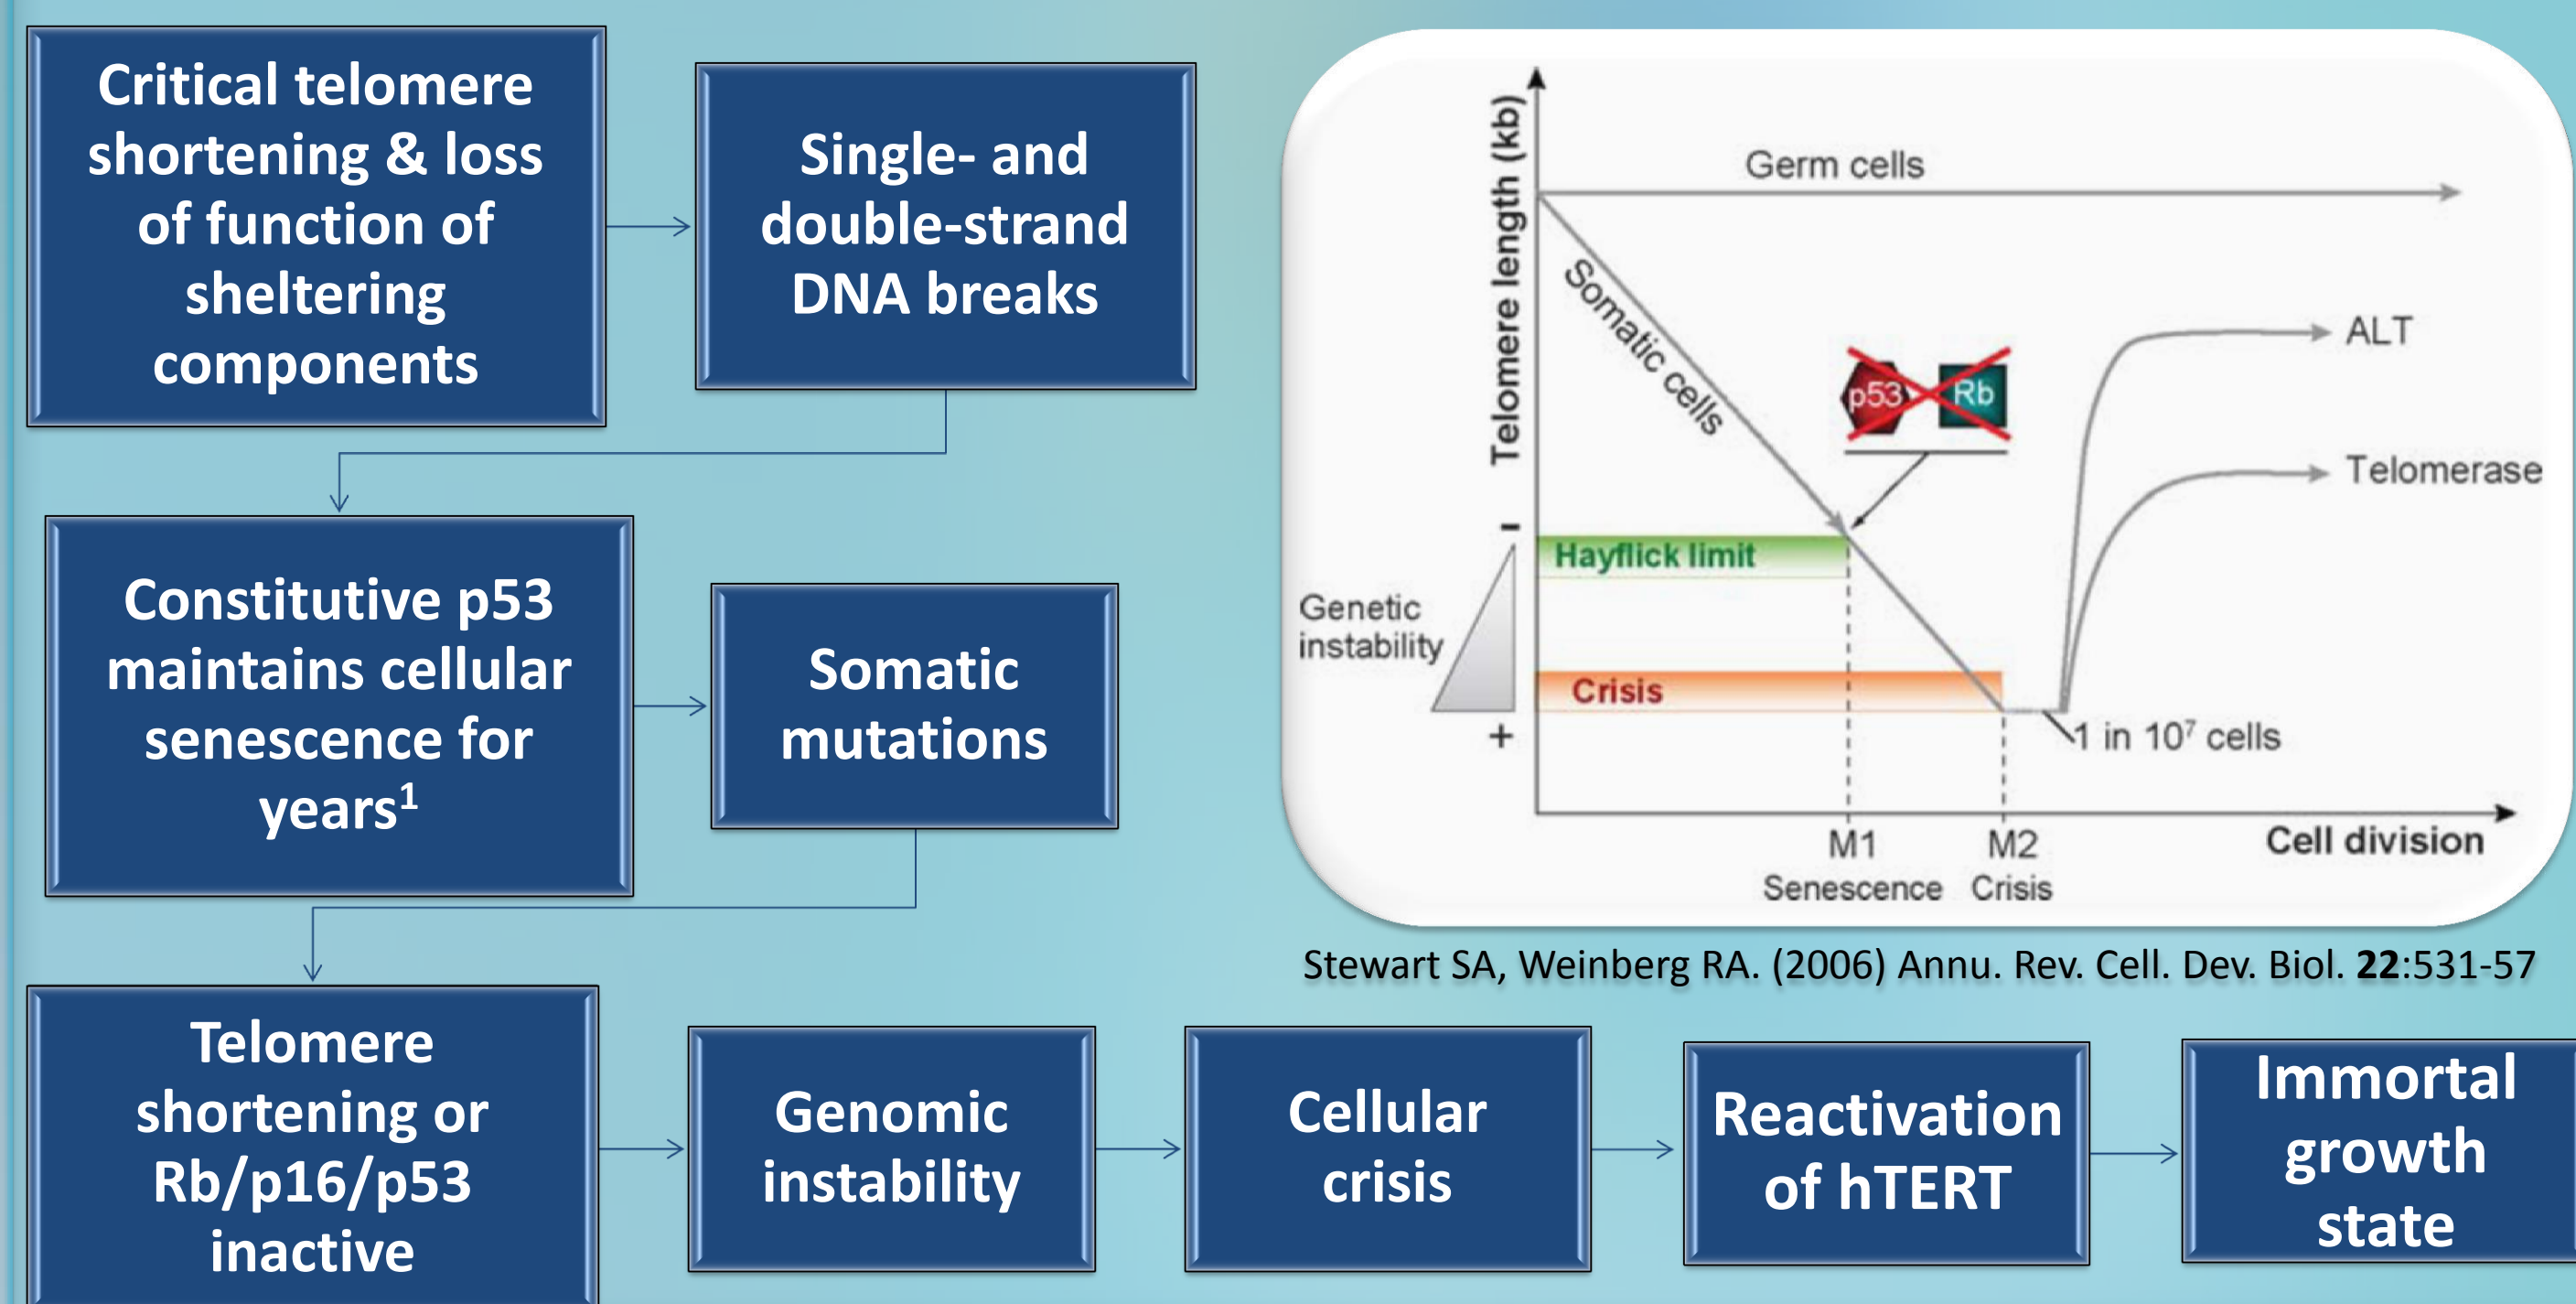 Critical telomere
shortening & loss
of function of
sheltering
components
Single- and
double-strand
DNA breaks
Constitutive p53
maintains cellular
senescence for
years¹
Somatic
mutations
Telomere
shortening or
Rb/p16/p53
inactive
Genomic
instability
Cellular
crisis
Reactivation
of hTERT
Immortal
growth
state
Telomere length (kb)
Germ cells
Somatic cells
p53
Rb
ALT
Telomerase
Hayflick limit
Genetic
instability
-
+
Crisis
1 in 10⁷ cells
M1
Senescence
M2
Crisis
Cell division
Stewart SA, Weinberg RA. (2006) Annu. Rev. Cell. Dev. Biol. 22:531-57